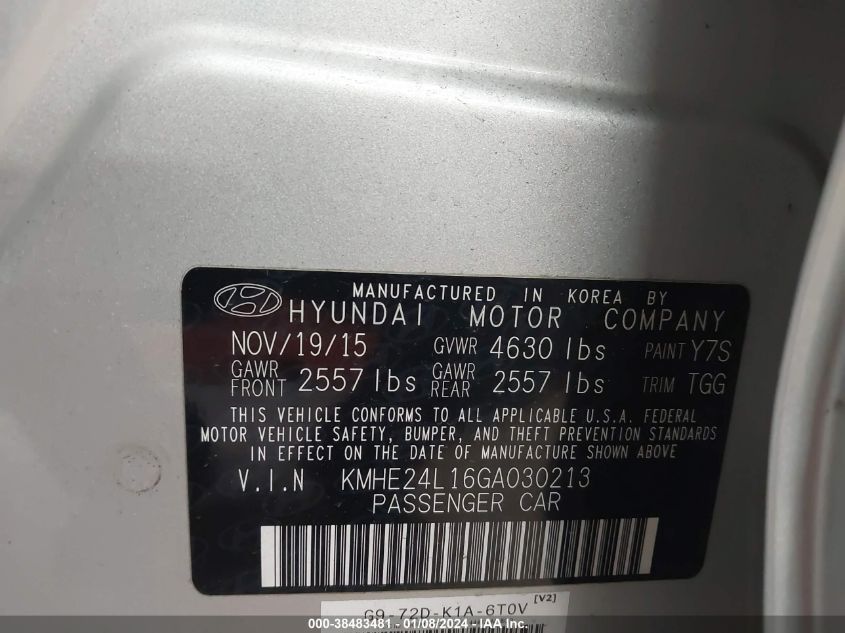 MANUFACTURED IN KOREA BY
HYUNDAI MOTOR COMPANY
NOV/19/15 GVWR 4630 lbs PAINT Y7S
GAWR FRONT 2557 lbs GAWR REAR 2557 lbs TRIM TGG
THIS VEHICLE CONFORMS TO ALL APPLICABLE U.S.A. FEDERAL
MOTOR VEHICLE SAFETY, BUMPER, AND THEFT PREVENTION STANDARDS
IN EFFECT ON THE DATE OF MANUFACTURE SHOWN ABOVE
V.I.N KMHE24L16GA030213
PASSENGER CAR
[V2]
G9-72D-K1A-6T0V
000-38483481 - 01/08/2024 - IAA Inc.